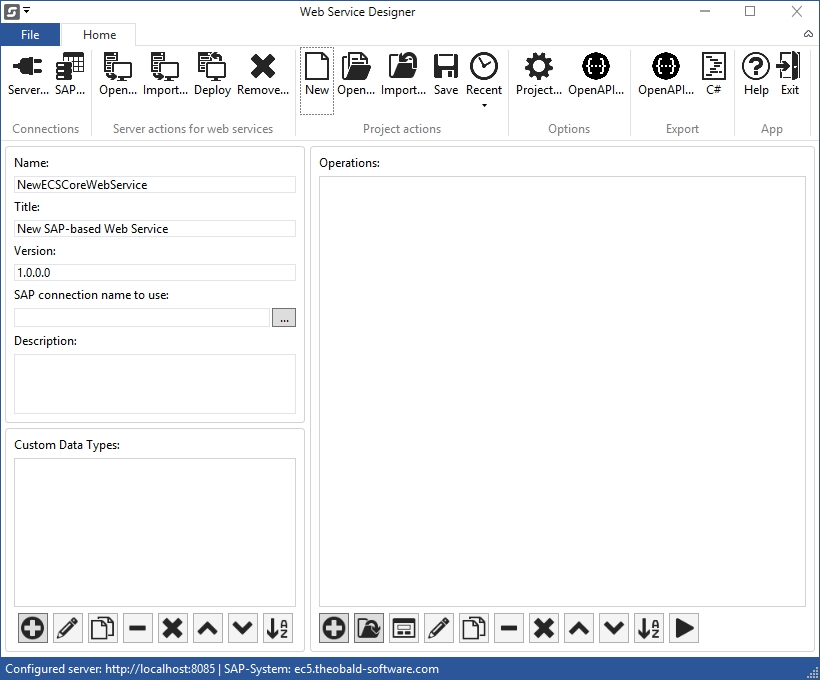 Web Service Designer
File Home
Server... SAP... Open... Import... Deploy Remove... New Open... Import... Save Recent Project... OpenAPI... OpenAPI... C# Help Exit
Connections Server actions for web services Project actions Options Export App
Name:
NewECSCoreWebService
Title:
New SAP-based Web Service
Version:
1.0.0.0
SAP connection name to use:
...
Description:
Custom Data Types:
Operations:
Configured server: http://localhost:8085 | SAP-System: ec5.theobald-software.com